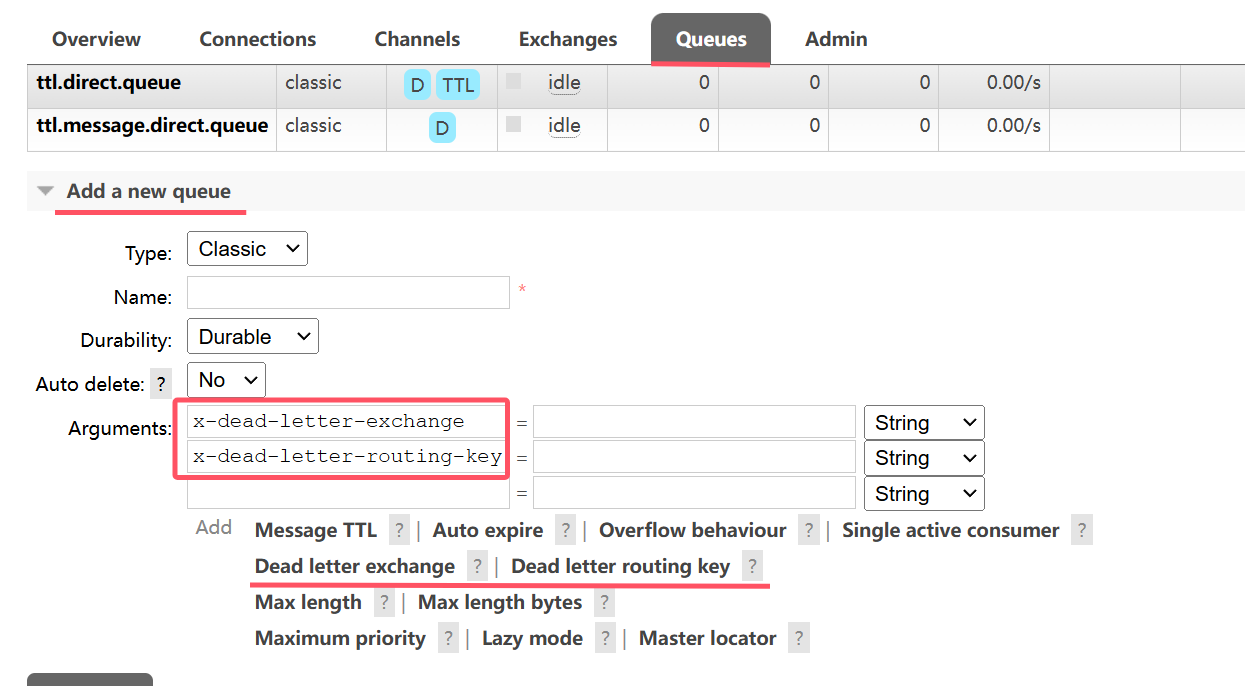 Overview Connections Channels Exchanges Queues Admin
ttl.direct.queue classic D TTL idle 0 0 0 0.00/s
ttl.message.direct.queue classic D idle 0 0 0 0.00/s
Add a new queue
Type: Classic
Name: *
Durability: Durable
Auto delete: ? No
Arguments: x-dead-letter-exchange = String
x-dead-letter-routing-key = String
= String
Add Message TTL ? | Auto expire ? | Overflow behaviour ? | Single active consumer ?
Dead letter exchange ? | Dead letter routing key ?
Max length ? | Max length bytes ?
Maximum priority ? | Lazy mode ? | Master locator ?